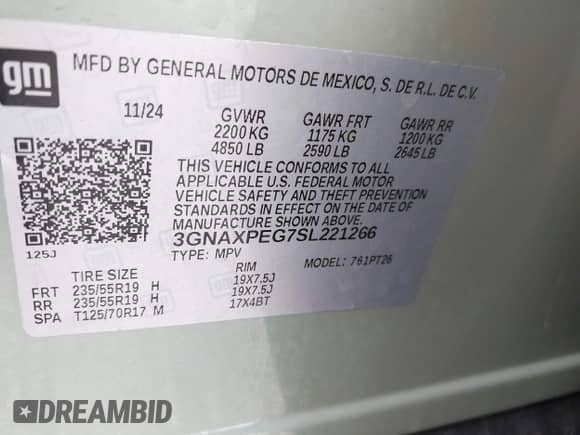 gm
MFD BY GENERAL MOTORS DE MEXICO, S. DE R.L. DE C.V.
11/24 GVWR GAWR FRT GAWR RR
2200 KG 1175 KG 1200 KG
4850 LB 2590 LB 2645 LB
THIS VEHICLE CONFORMS TO ALL
APPLICABLE U.S. FEDERAL MOTOR
VEHICLE SAFETY AND THEFT PREVENTION
STANDARDS IN EFFECT ON THE DATE OF
MANUFACTURE SHOWN ABOVE.
3GNAXPEG7SL221266
125J TYPE: MPV MODEL: 761PT26
TIRE SIZE RIM
FRT 235/55R19 H 19X7.5J
RR 235/55R19 H 19X7.5J
SPA T125/70R17 M 17X4BT
DREAMBID